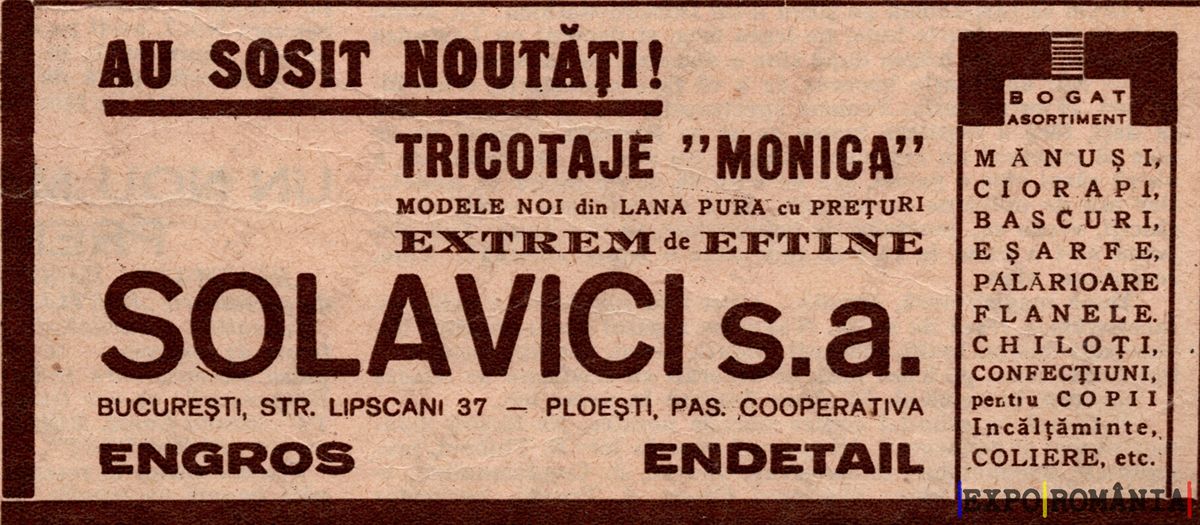 AU SOSIT NOUTĂȚI!
TRICOTAJE "MONICA"
MODELE NOI din LANA PURA cu PREȚURI
EXTREM de EFTINE
SOLAVICI s.a.
BUCUREȘTI, STR. LIPSCANI 37 — PLOEȘTI, PAS. COOPERATIVA
ENGROS ENDETAIL
BOGAT
ASORTIMENT
MĂNUȘI,
CIORAPI,
BASCURI,
EȘARFE,
PĂLĂRIOARE
FLANELE.
CHILOȚI,
CONFECȚIUNI,
pentru COPII
Incălțăminte,
COLIERE, etc.
EXPO ROMÂNIA